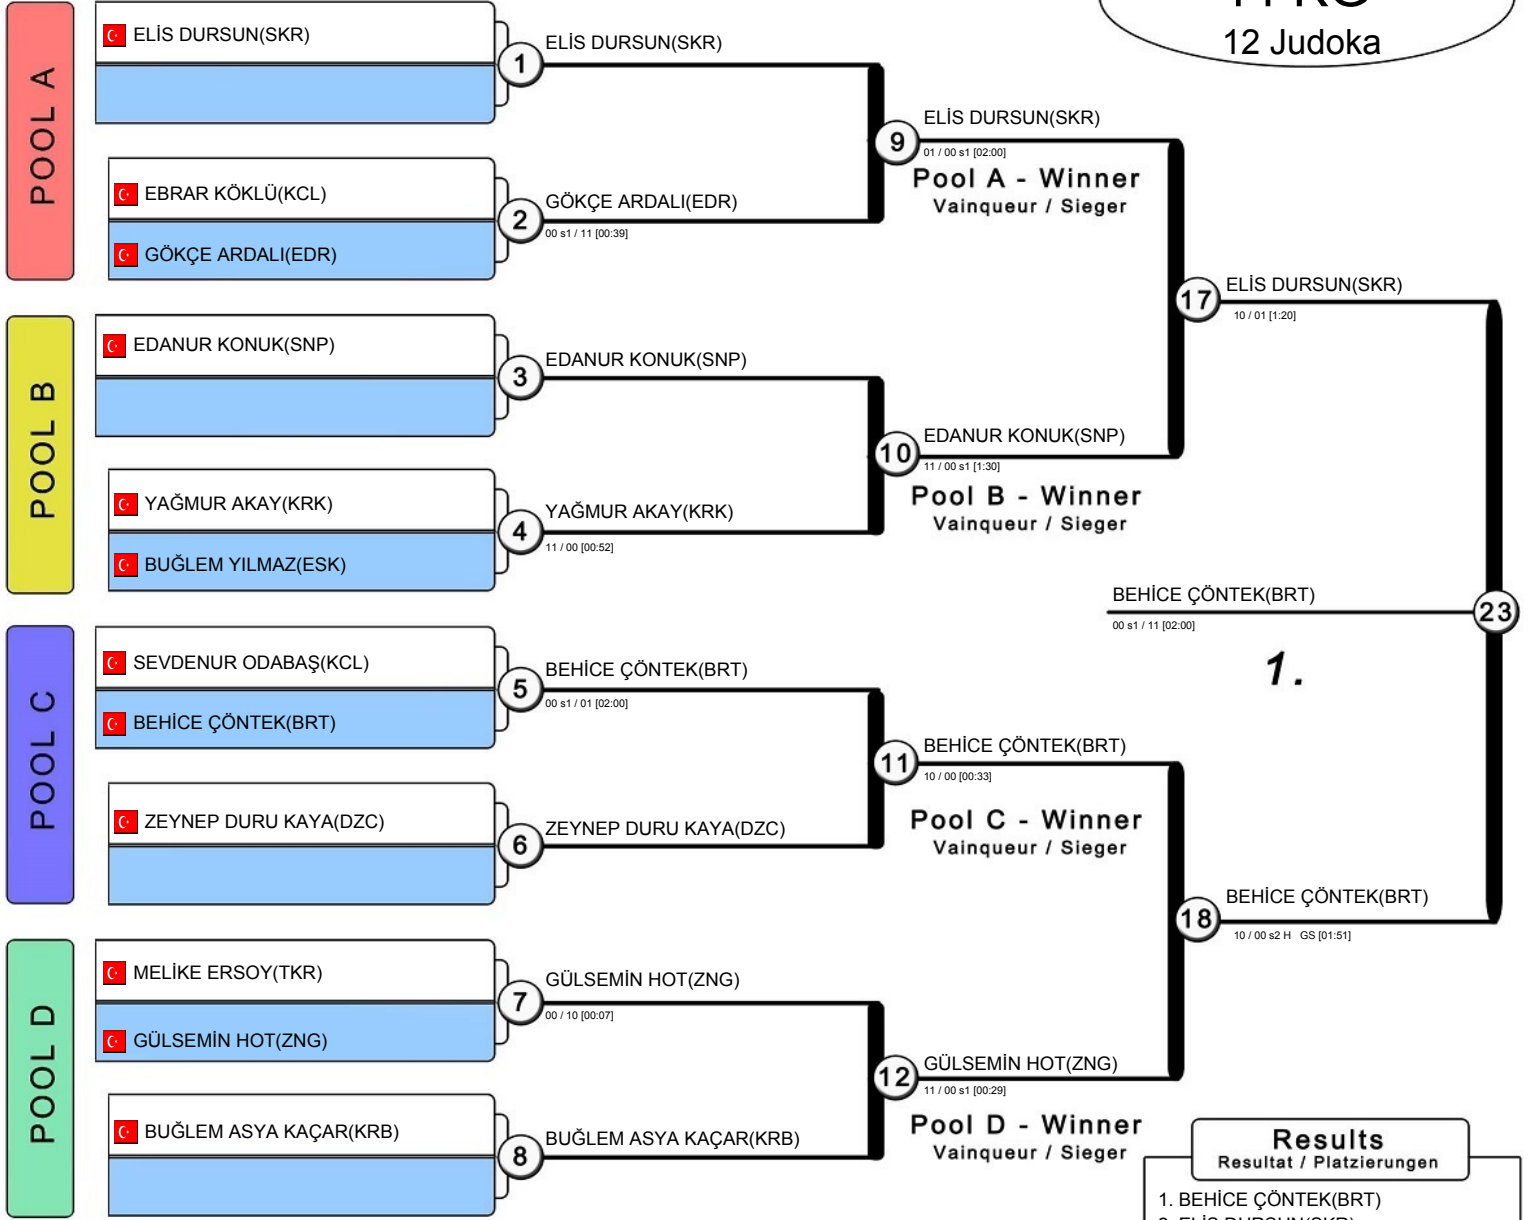 12 Judoka
POOL A
ELİS DURSUN(SKR)
1
ELİS DURSUN(SKR)
EBRAR KÖKLÜ(KCL)
GÖKÇE ARDALI(EDR)
2
GÖKÇE ARDALI(EDR)
00 s1 / 11 [00:39]
9
ELİS DURSUN(SKR)
01 / 00 s1 [02:00]
Pool A - Winner
Vainqueur / Sieger
POOL B
EDANUR KONUK(SNP)
3
EDANUR KONUK(SNP)
YAĞMUR AKAY(KRK)
BUĞLEM YILMAZ(ESK)
4
YAĞMUR AKAY(KRK)
11 / 00 [00:52]
10
EDANUR KONUK(SNP)
11 / 00 s1 [1:30]
Pool B - Winner
Vainqueur / Sieger
17
ELİS DURSUN(SKR)
10 / 01 [1:20]
POOL C
SEVDENUR ODABAŞ(KCL)
BEHİCE ÇÖNTEK(BRT)
5
BEHİCE ÇÖNTEK(BRT)
00 s1 / 01 [02:00]
ZEYNEP DURU KAYA(DZC)
6
ZEYNEP DURU KAYA(DZC)
11
BEHİCE ÇÖNTEK(BRT)
10 / 00 [00:33]
Pool C - Winner
Vainqueur / Sieger
POOL D
MELİKE ERSOY(TKR)
GÜLSEMİN HOT(ZNG)
7
GÜLSEMİN HOT(ZNG)
00 / 10 [00:07]
BUĞLEM ASYA KAÇAR(KRB)
8
BUĞLEM ASYA KAÇAR(KRB)
12
GÜLSEMİN HOT(ZNG)
11 / 00 s1 [00:29]
Pool D - Winner
Vainqueur / Sieger
18
BEHİCE ÇÖNTEK(BRT)
10 / 00 s2 H GS [01:51]
BEHİCE ÇÖNTEK(BRT)
00 s1 / 11 [02:00]
23
1.
Results
Resultat / Platzierungen
1. BEHİCE ÇÖNTEK(BRT)